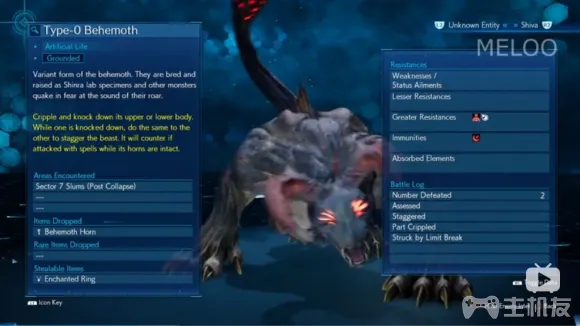 Type-0 Behemoth
Artificial Life
Grounded
Variant form of the behemoth. They are bred and
raised as Shinra lab specimens and other monsters
quake in fear at the sound of their roar.
Cripple and knock down its upper or lower body.
While one is knocked down, do the same to the
other to stagger the beast. It will counter if
attacked with spells while its horns are intact.
Areas Encountered
Sector 7 Slums (Post Collapse)
---
---
Items Dropped
Behemoth Horn
Rare Items Dropped
---
Stealable Items
Enchanted Ring
Icon Key
L3 Unknown Entity
Shiva R3
MELOO
Resistances
Weaknesses /
Status Ailments
Lesser Resistances
Greater Resistances
Immunities
Absorbed Elements
Battle Log
Number Defeated 2
Assessed
Staggered
Part Crippled
Struck by Limit Break
Toggle Data
主机友